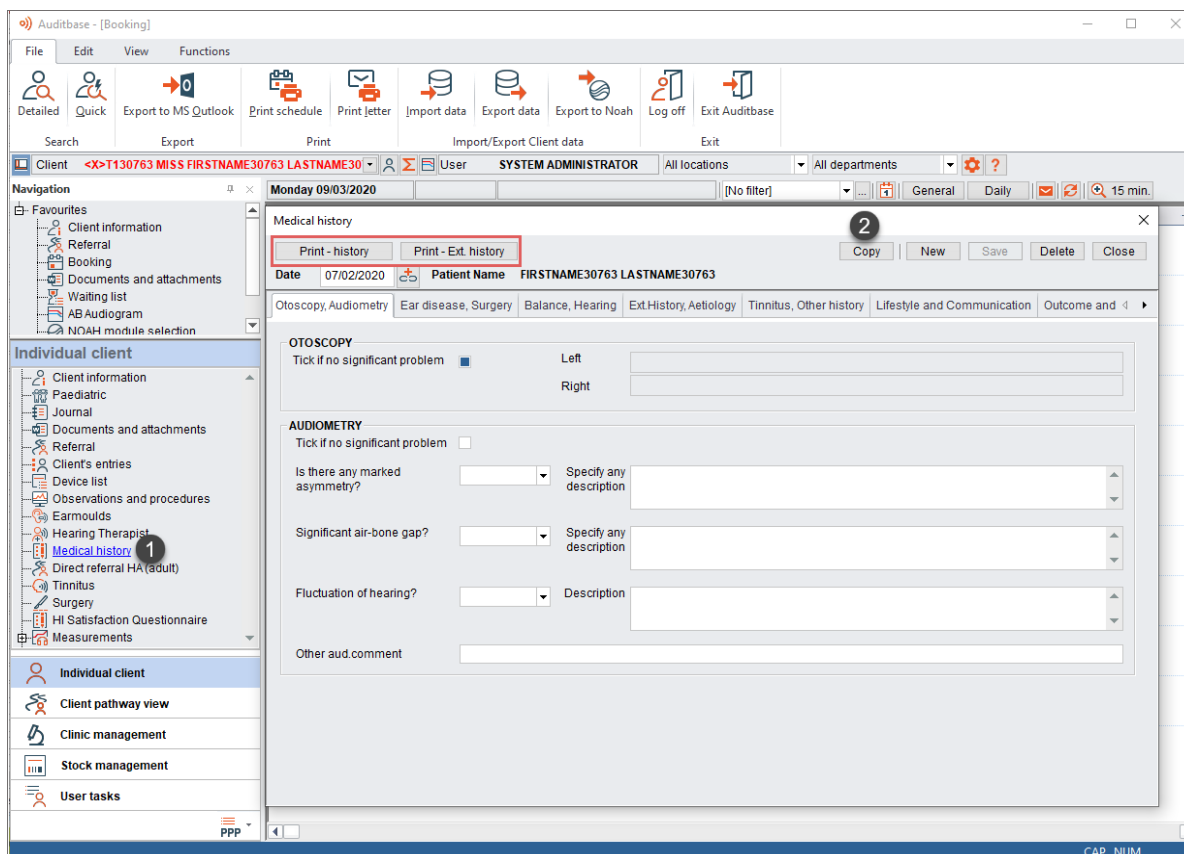 Auditbase - [Booking]
File Edit View Functions
Detailed Quick Export to MS Outlook Print schedule Print letter Import data Export data Export to Noah Log off Exit Auditbase
Search Export Print Import/Export Client data Exit
Client <X>T130763 MISS FIRSTNAME30763 LASTNAME30 User SYSTEM ADMINISTRATOR All locations All departments ?
Navigation
Monday 09/03/2020 [No filter] ... 1 General Daily 15 min.
Favourites
Client information
Referral
Booking
Documents and attachments
Waiting list
AB Audiogram
NOAH module selection
Individual client
Client information
Paediatric
Journal
Documents and attachments
Referral
Client's entries
Device list
Observations and procedures
Earmoulds
Hearing Therapist
Medical history 1
Direct referral HA (adult)
Tinnitus
Surgery
HI Satisfaction Questionnaire
Measurements
Individual client
Client pathway view
Clinic management
Stock management
User tasks
PPP
Medical history
2
Print - history Print - Ext. history Copy New Save Delete Close
Date 07/02/2020 Patient Name FIRSTNAME30763 LASTNAME30763
Otoscopy, Audiometry Ear disease, Surgery Balance, Hearing Ext.History, Aetiology Tinnitus, Other history Lifestyle and Communication Outcome and
OTOSCOPY
Tick if no significant problem Left
Right
AUDIOMETRY
Tick if no significant problem
Is there any marked asymmetry? Specify any description
Significant air-bone gap? Specify any description
Fluctuation of hearing? Description
Other aud.comment
CAP NUM